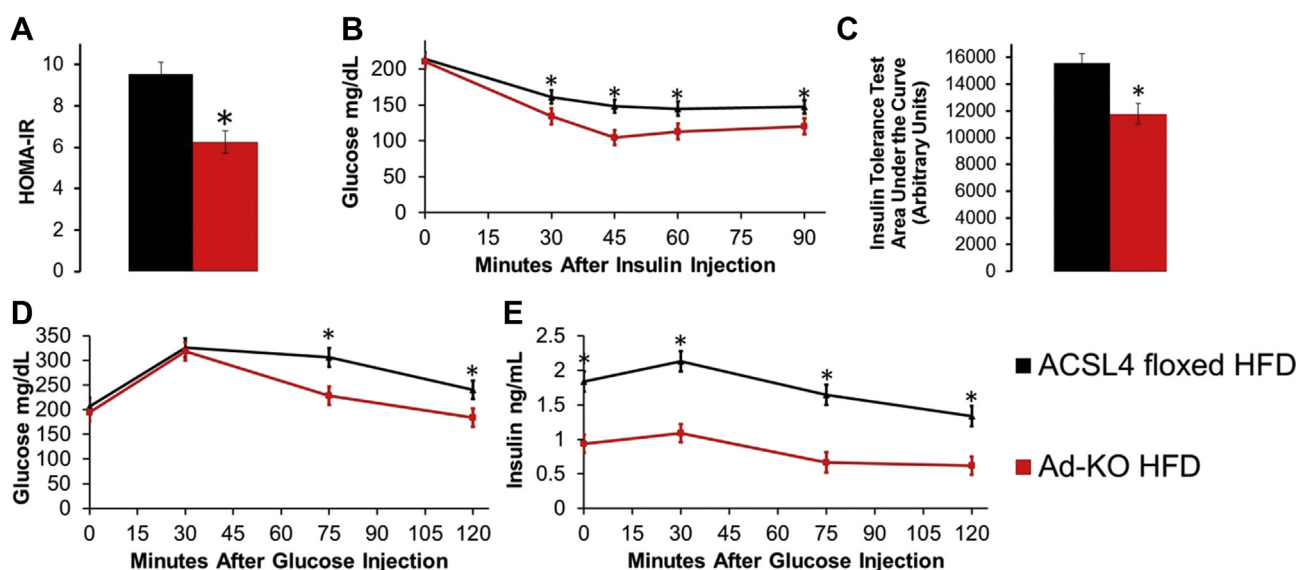 A
HOMA-IR
10
8
6
4
2
0
*
B
Glucose mg/dL
200
150
100
50
0
* * * *
0 15 30 45 60 75 90
Minutes After Insulin Injection
C
Insulin Tolerance Test
Area Under the Curve
(Arbitrary Units)
16000
14000
12000
10000
8000
6000
4000
2000
0
*
D
Glucose mg/dL
350
300
250
200
150
100
50
0
* *
0 15 30 45 60 75 90 105 120
Minutes After Glucose Injection
E
Insulin ng/mL
2.5
2
1.5
1
0.5
0
* * * *
0 15 30 45 60 75 90 105 120
Minutes After Glucose Injection
ACSL4 floxed HFD
Ad-KO HFD